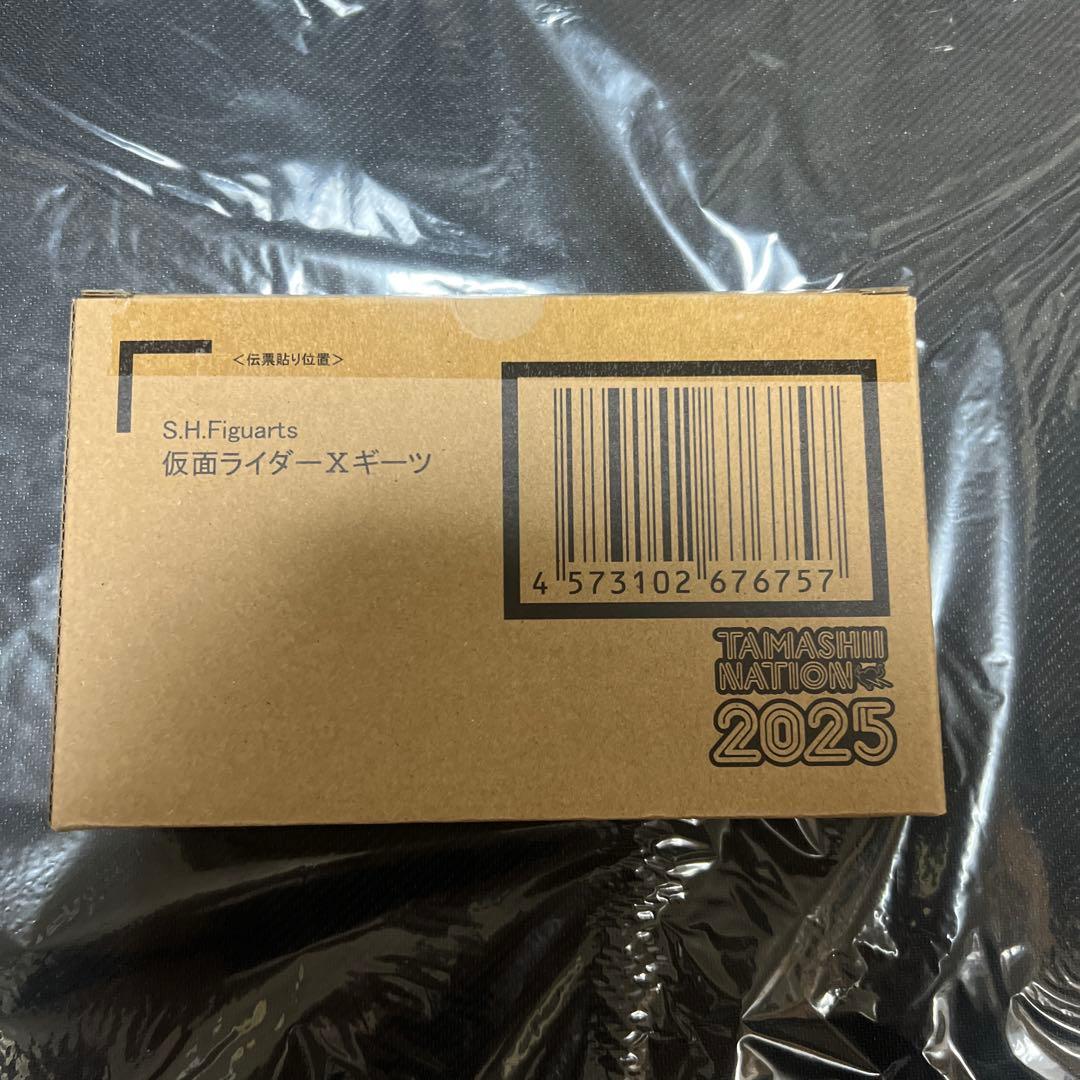 <伝票貼り位置>
S.H.Figuarts
仮面ライダーXギーツ
4 573102 676757
TAMASHII
NATION
2025